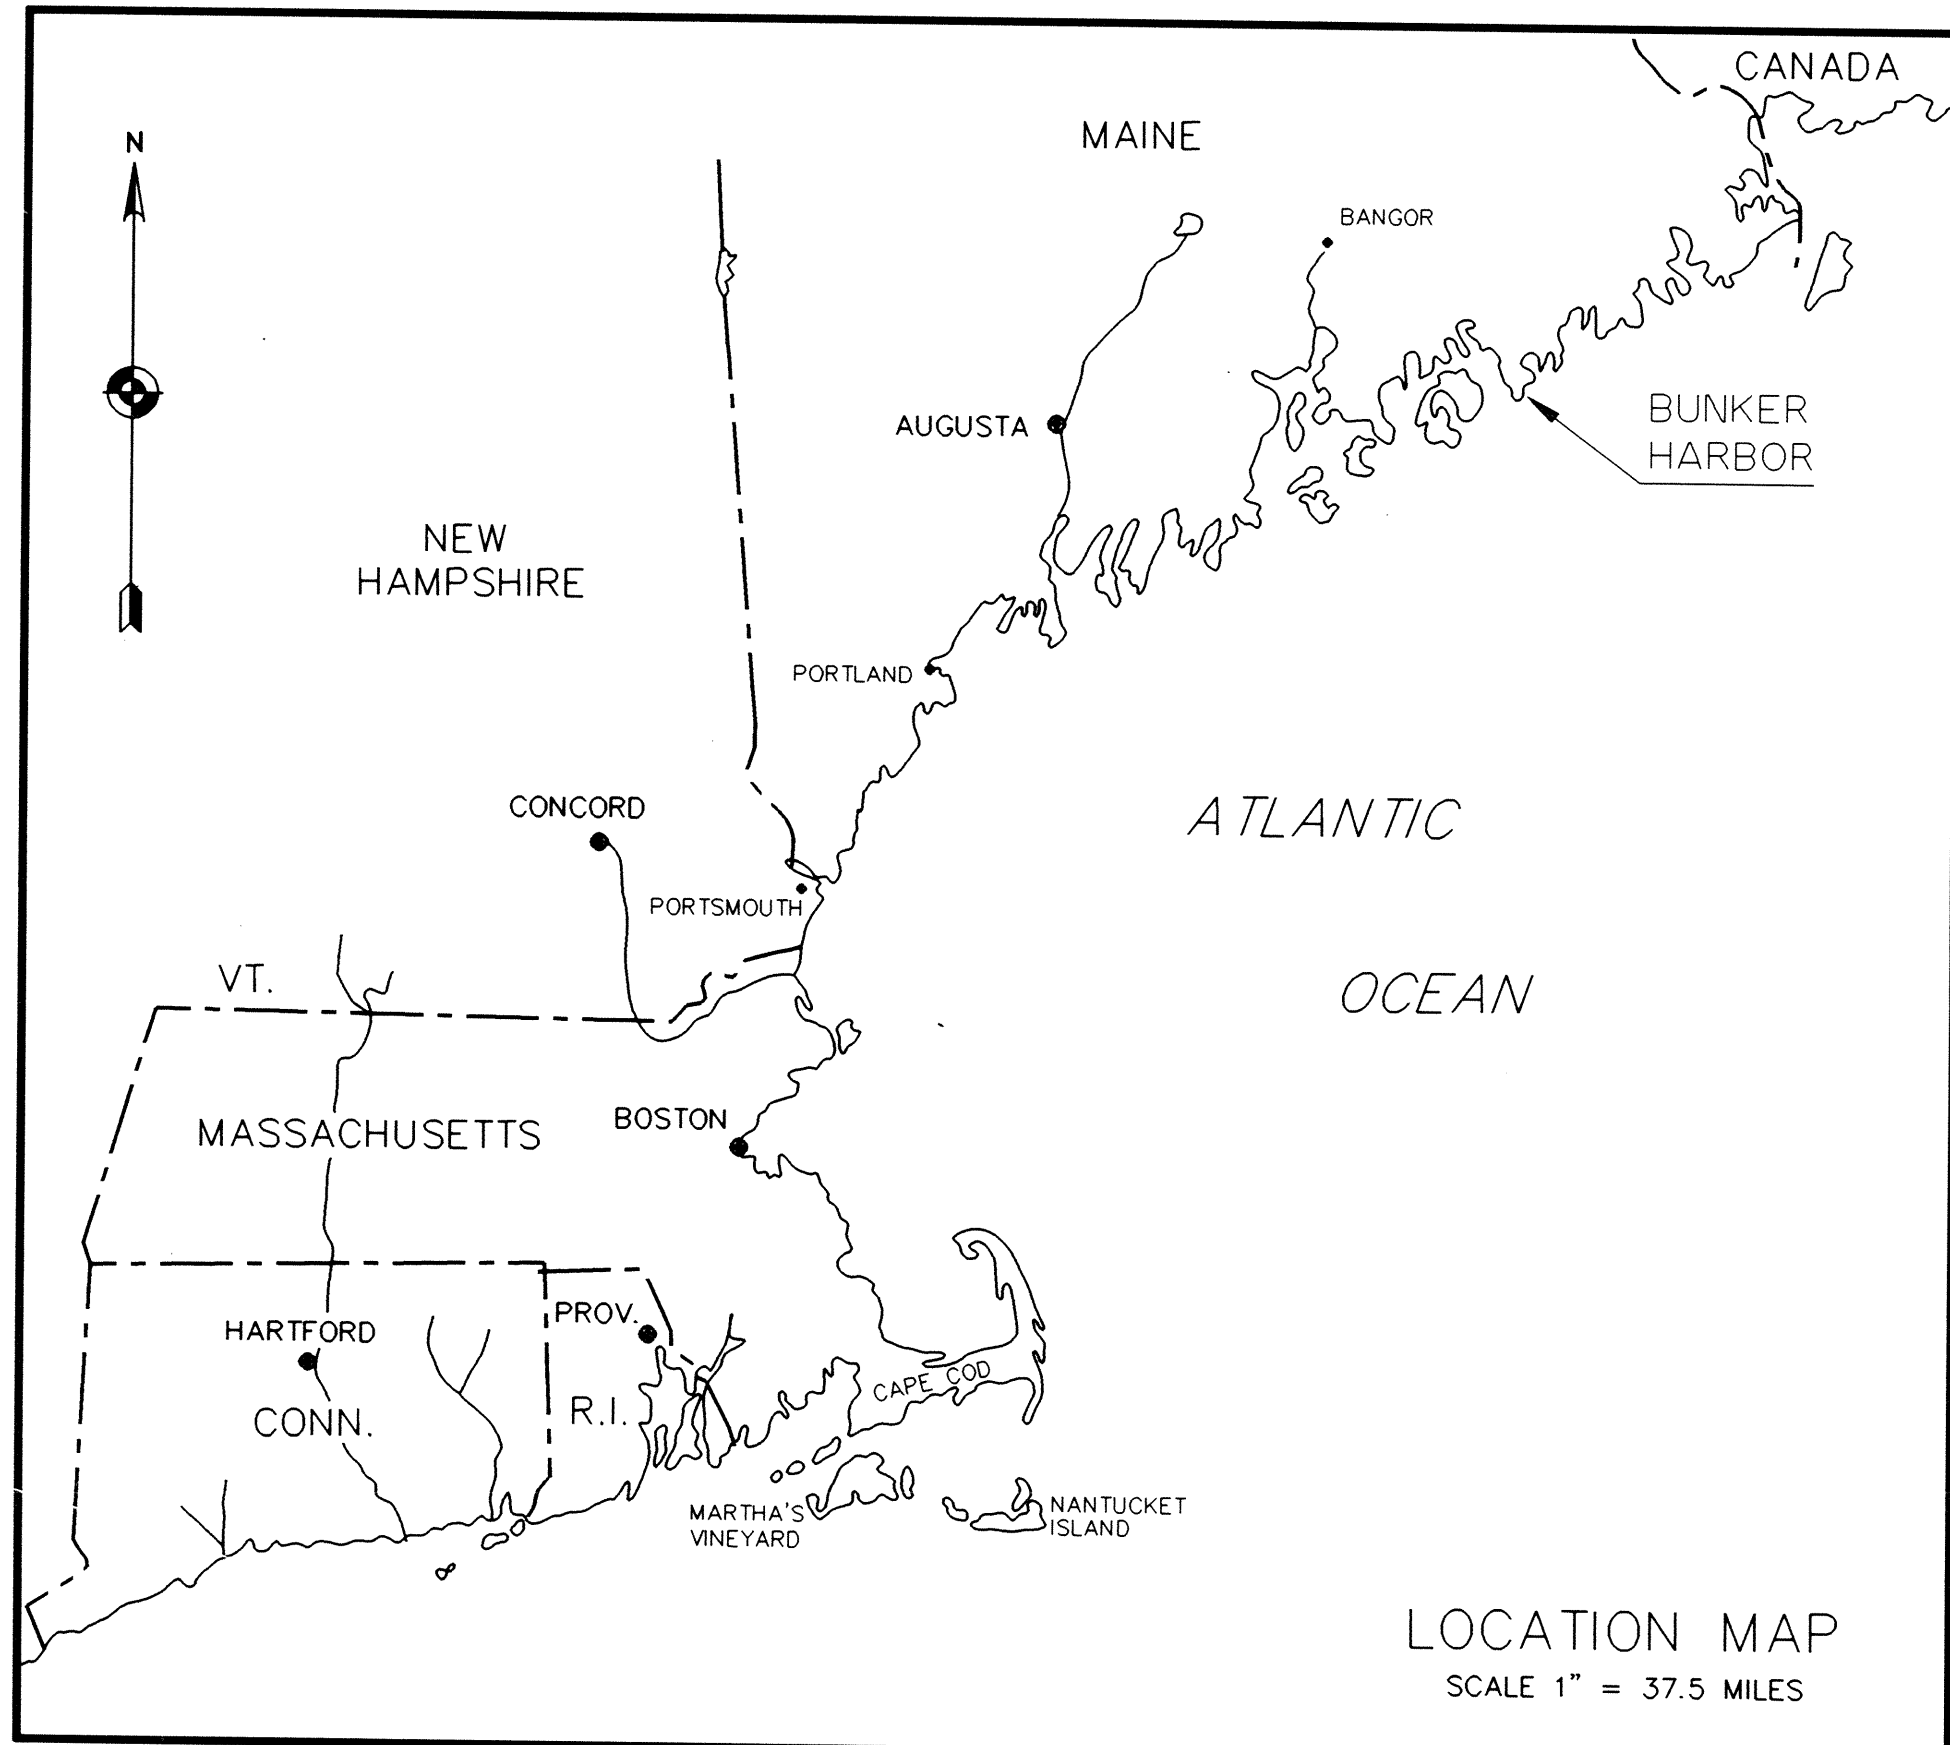 CANADA
MAINE
N
BANGOR
AUGUSTA
BUNKER
HARBOR
NEW
HAMPSHIRE
PORTLAND
CONCORD
ATLANTIC
PORTSMOUTH
VT.
OCEAN
MASSACHUSETTS
BOSTON
PROV.
HARTFORD
CAPE COD
R.I.
CONN.
MARTHA'S
VINEYARD
NANTUCKET
ISLAND
LOCATION MAP
SCALE 1" = 37.5 MILES